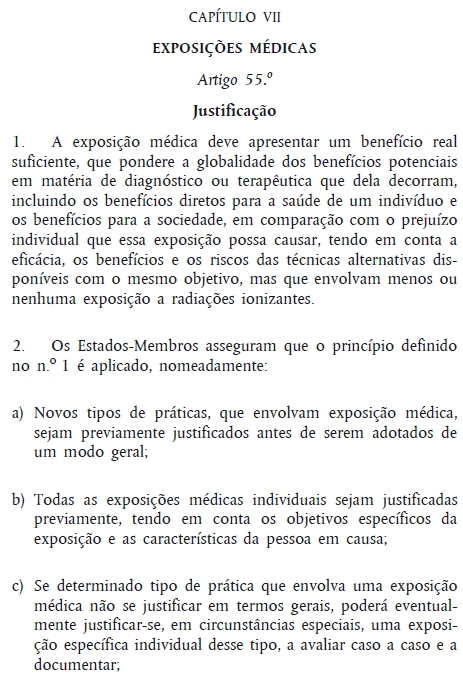 CAPÍTULO VII
EXPOSIÇÕES MÉDICAS
Artigo 55.º
Justificação
1. A exposição médica deve apresentar um benefício real
suficiente, que pondere a globalidade dos benefícios potenciais
em matéria de diagnóstico ou terapêutica que dela decorram,
incluindo os benefícios diretos para a saúde de um indivíduo e
os benefícios para a sociedade, em comparação com o prejuízo
individual que essa exposição possa causar, tendo em conta a
eficácia, os benefícios e os riscos das técnicas alternativas dis-
poníveis com o mesmo objetivo, mas que envolvam menos ou
nenhuma exposição a radiações ionizantes.
2. Os Estados-Membros asseguram que o princípio definido
no n.º 1 é aplicado, nomeadamente:
a) Novos tipos de práticas, que envolvam exposição médica,
sejam previamente justificados antes de serem adotados de
um modo geral;
b) Todas as exposições médicas individuais sejam justificadas
previamente, tendo em conta os objetivos específicos da
exposição e as características da pessoa em causa;
c) Se determinado tipo de prática que envolva uma exposição
médica não se justificar em termos gerais, poderá eventual-
mente justificar-se, em circunstâncias especiais, uma exposi-
ção específica individual desse tipo, a avaliar caso a caso e a
documentar;